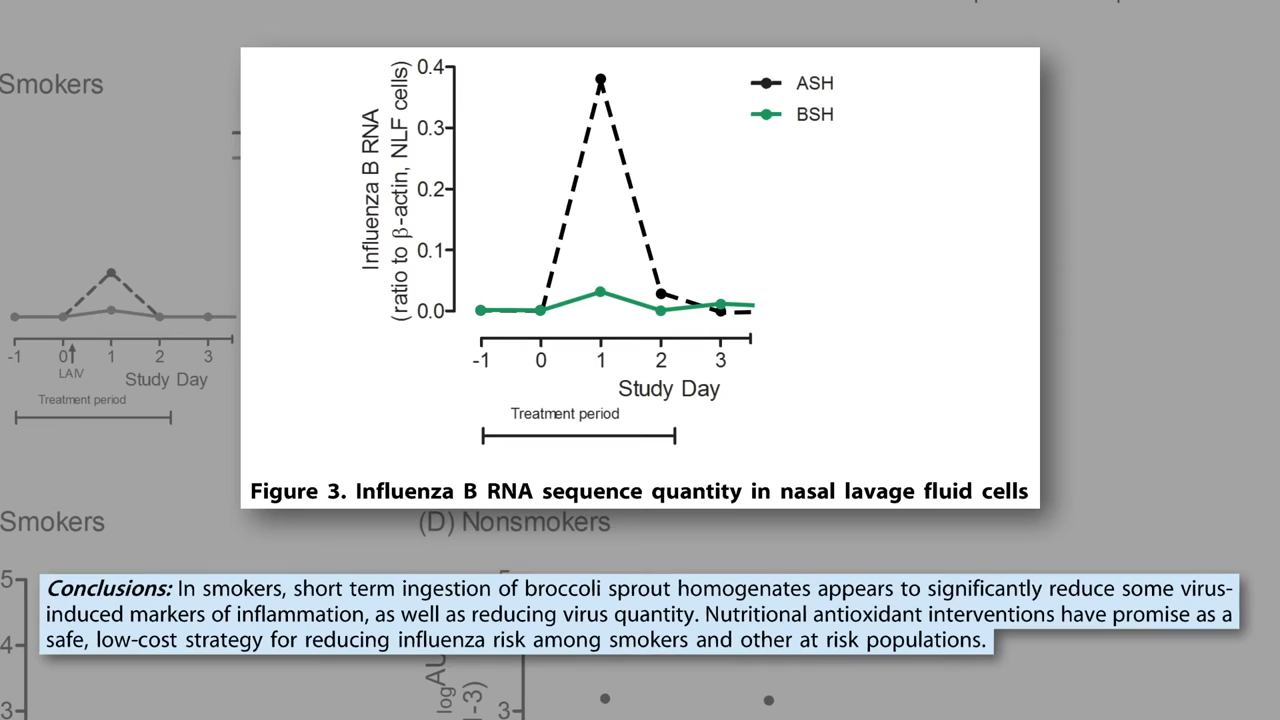 Smokers
0.4
0.3
0.2
0.1
0.0
Influenza B RNA
(ratio to β-actin, NLF cells)
ASH
BSH
-1 0 1 2 3
Study Day
Treatment period
Figure 3. Influenza B RNA sequence quantity in nasal lavage fluid cells
-1 0 1 2 3
LAIV
Study Day
Treatment period
Smokers
(D) Nonsmokers
5
4
3
Conclusions: In smokers, short term ingestion of broccoli sprout homogenates appears to significantly reduce some virus-
induced markers of inflammation, as well as reducing virus quantity. Nutritional antioxidant interventions have promise as a
safe, low-cost strategy for reducing influenza risk among smokers and other at risk populations.
3